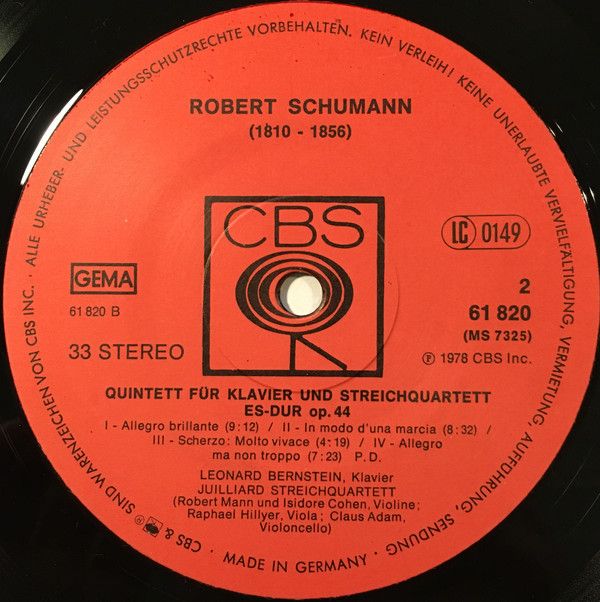 ALLE URHEBER- UND LEISTUNGSSCHUTZRECHTE VORBEHALTEN. KEIN VERLEIH! KEINE UNERLAUBTE VERVIELFÄLTIGUNG, VERMIETUNG, AUFFÜHRUNG, SENDUNG
ROBERT SCHUMANN
(1810 - 1856)
CBS
LC 0149
GEMA
61 820 B
33 STEREO
2
61 820
(MS 7325)
Ⓟ 1978 CBS Inc.
QUINTETT FÜR KLAVIER UND STREICHQUARTETT
ES-DUR op. 44
I - Allegro brillante (9:12) / II - In modo d'una marcia (8:32) /
III - Scherzo: Molto vivace (4:19) / IV - Allegro
ma non troppo (7:23) P. D.
LEONARD BERNSTEIN, Klavier
JUILLIARD STREICHQUARTETT
(Robert Mann und Isidore Cohen, Violine;
Raphael Hillyer, Viola; Claus Adam,
Violoncello)
CBS & SIND WARENZEICHEN VON CBS INC. ·
· MADE IN GERMANY ·